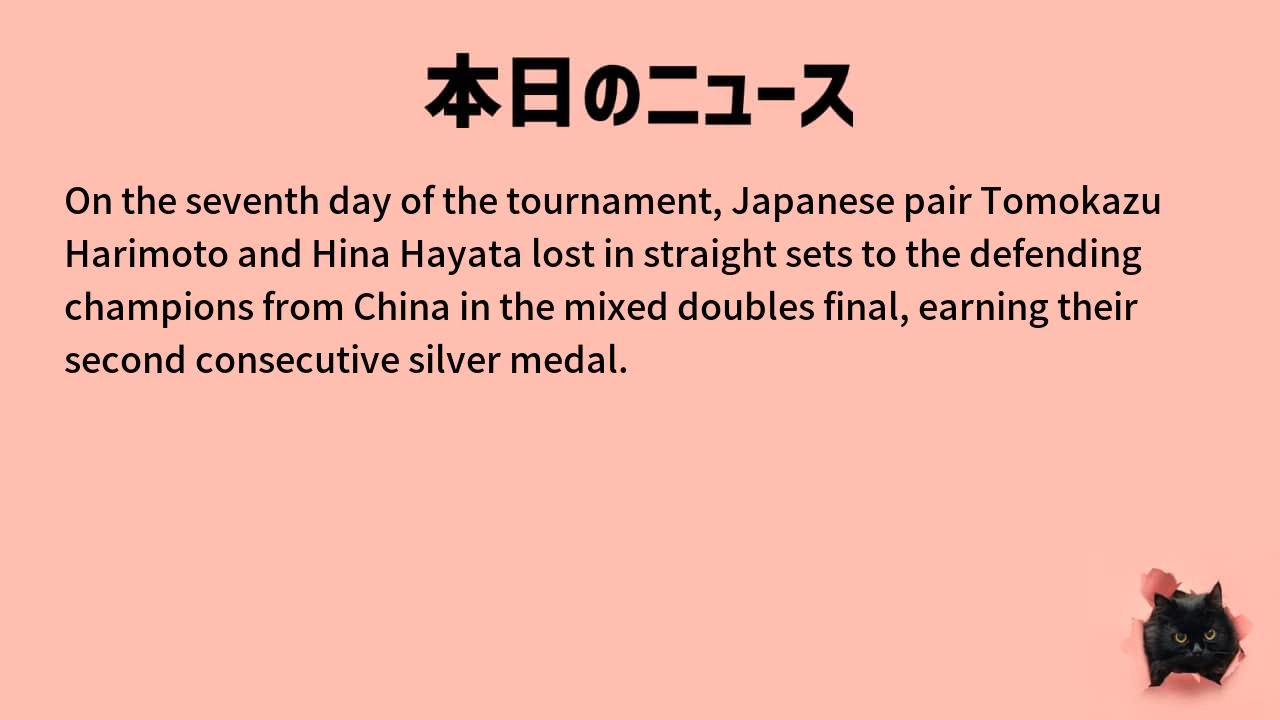 本日のニュース
On the seventh day of the tournament, Japanese pair Tomokazu
Harimoto and Hina Hayata lost in straight sets to the defending
champions from China in the mixed doubles final, earning their
second consecutive silver medal.